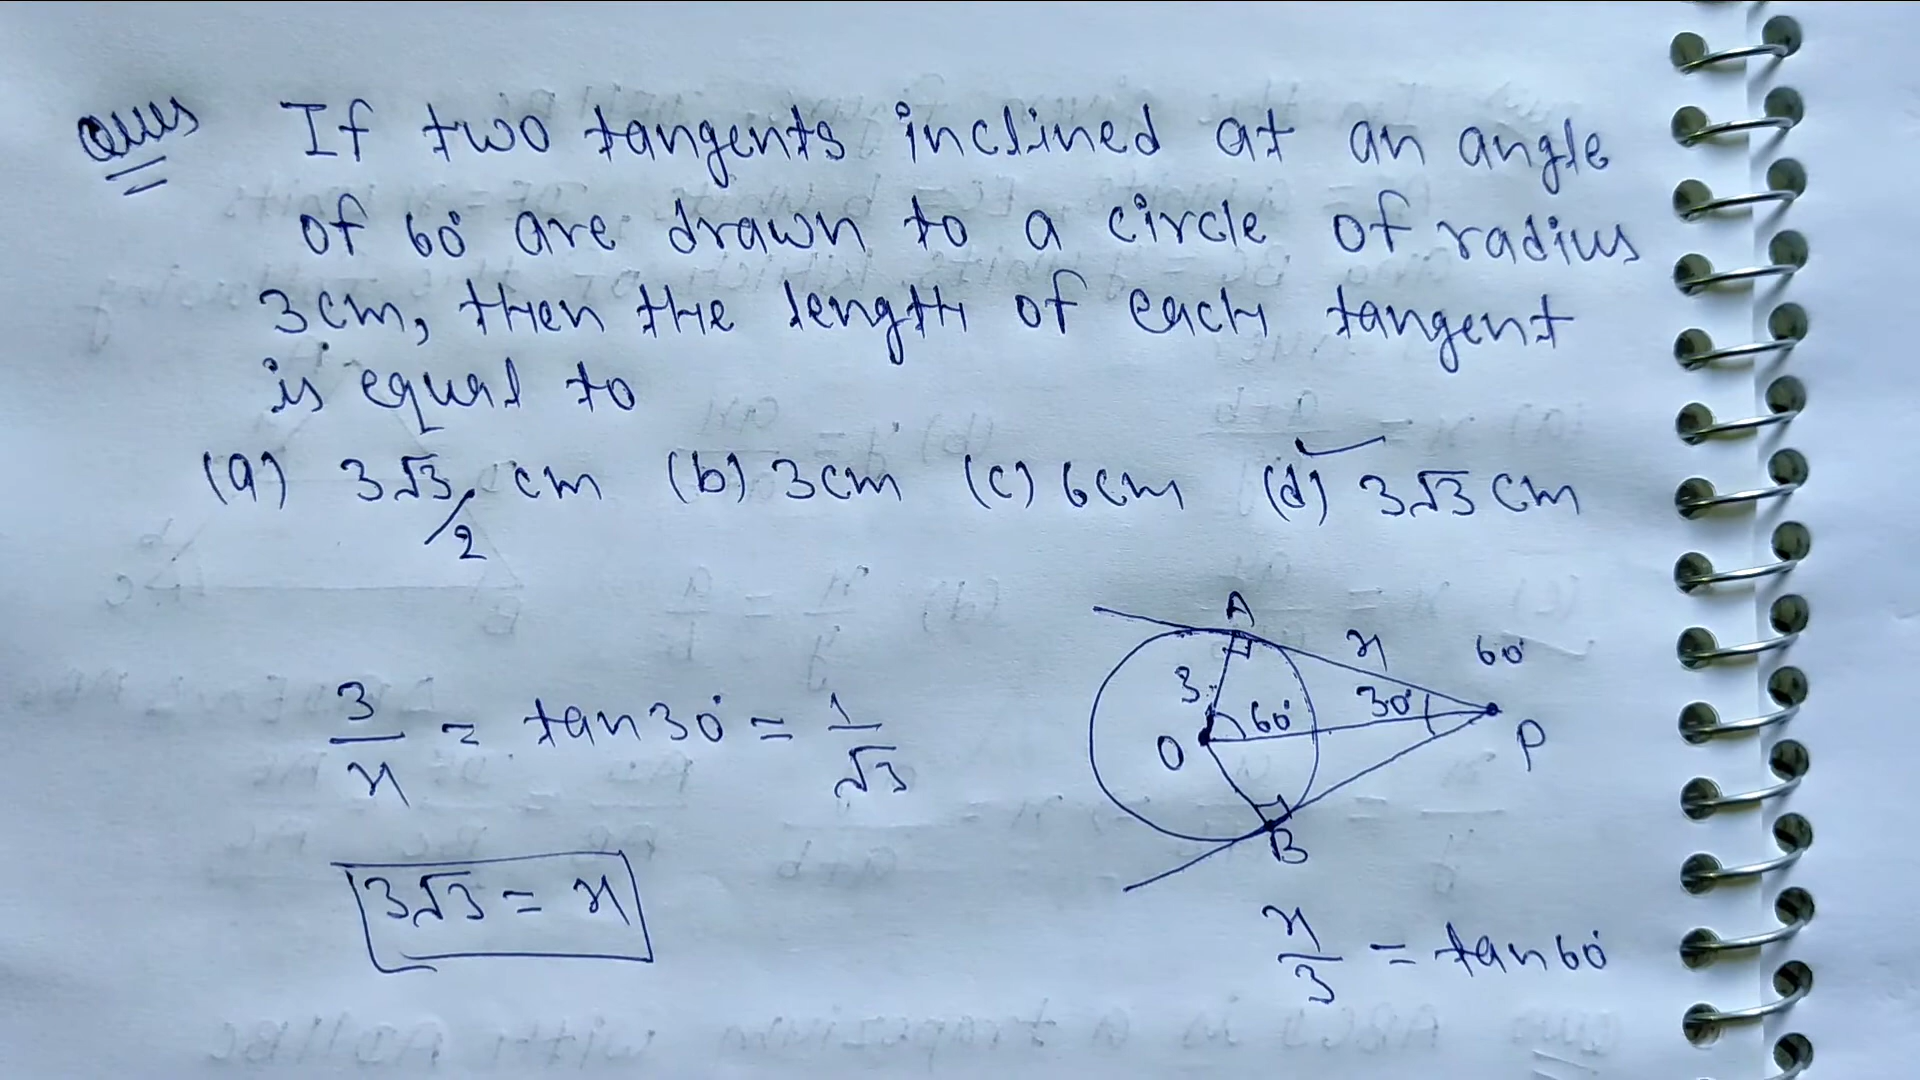 Ques If two tangents inclined at an angle
of 60° are drawn to a circle of radius
3cm, then the length of each tangent
is equal to
(a) 3√3/2 cm (b) 3cm (c) 6cm (d) 3√3 cm
A
x 60°
3 60° 30°
O P
B
3/x = tan30° = 1/√3
3√3 = x
x/3 = tan60°